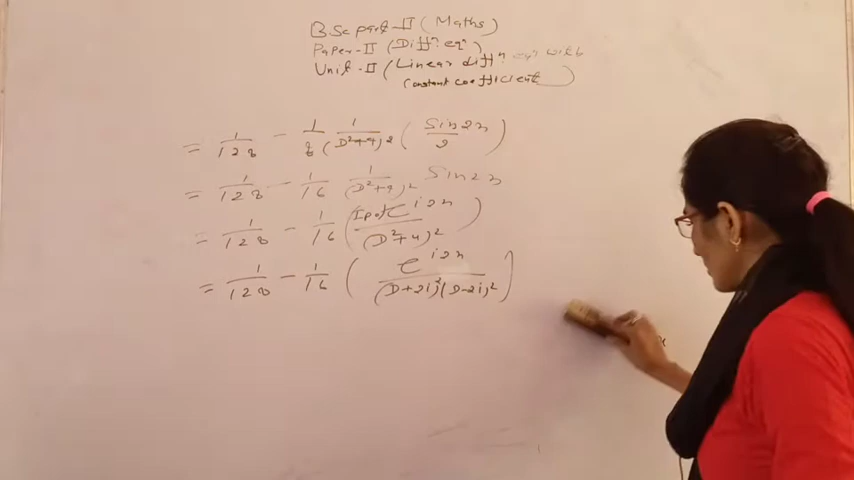 B.Sc part-II (Maths)
Paper-II (Diffn eqn)
Unit-II (Linear diffn eqn with
Constant coefficient)
= 1/128 - 1/8 1/(D²+4)² (Sin2x/2)
= 1/128 - 1/16 1/(D²+4)² Sin2x
= 1/128 - 1/16 (I.p of e^i2x/(D²+4)²)
= 1/128 - 1/16 (e^i2x/(D+2i)²(D-2i)²)